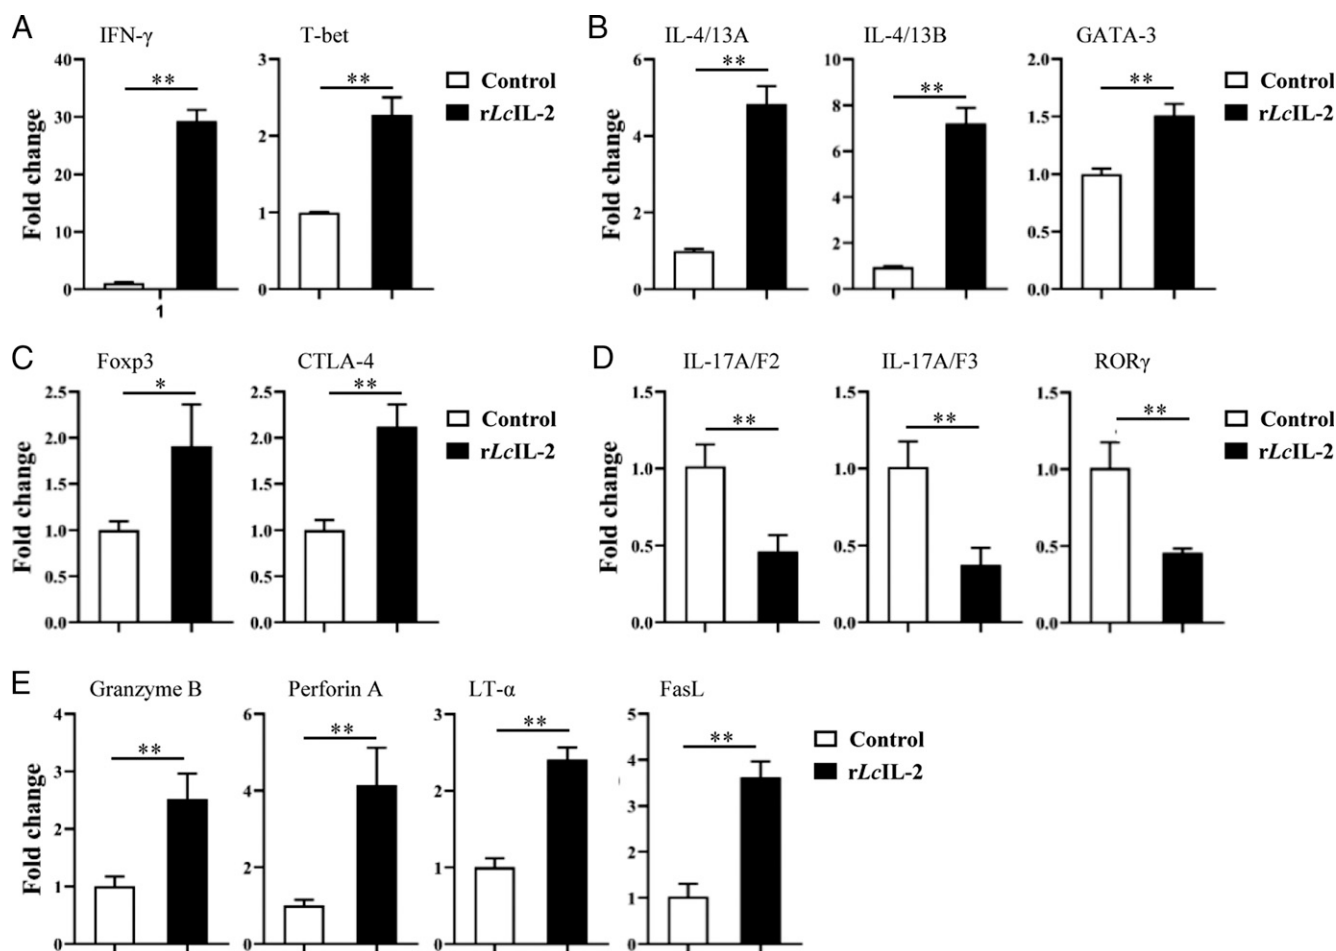 A
IFN-γ
T-bet
40
30
20
10
0
1
3
2
1
0
Fold change
**
**
Control
rLcIL-2
B
IL-4/13A
IL-4/13B
GATA-3
6
4
2
0
10
8
6
4
2
0
2.0
1.5
1.0
0.5
0.0
Fold change
**
**
**
Control
rLcIL-2
C
Foxp3
CTLA-4
2.5
2.0
1.5
1.0
0.5
0.0
2.5
2.0
1.5
1.0
0.5
0.0
Fold change
*
**
Control
rLcIL-2
D
IL-17A/F2
IL-17A/F3
RORγ
1.5
1.0
0.5
0.0
1.5
1.0
0.5
0.0
1.5
1.0
0.5
0.0
Fold change
**
**
**
Control
rLcIL-2
E
Granzyme B
Perforin A
LT-α
FasL
4
3
2
1
0
6
4
2
0
3
2
1
0
5
4
3
2
1
0
Fold change
**
**
**
**
Control
rLcIL-2